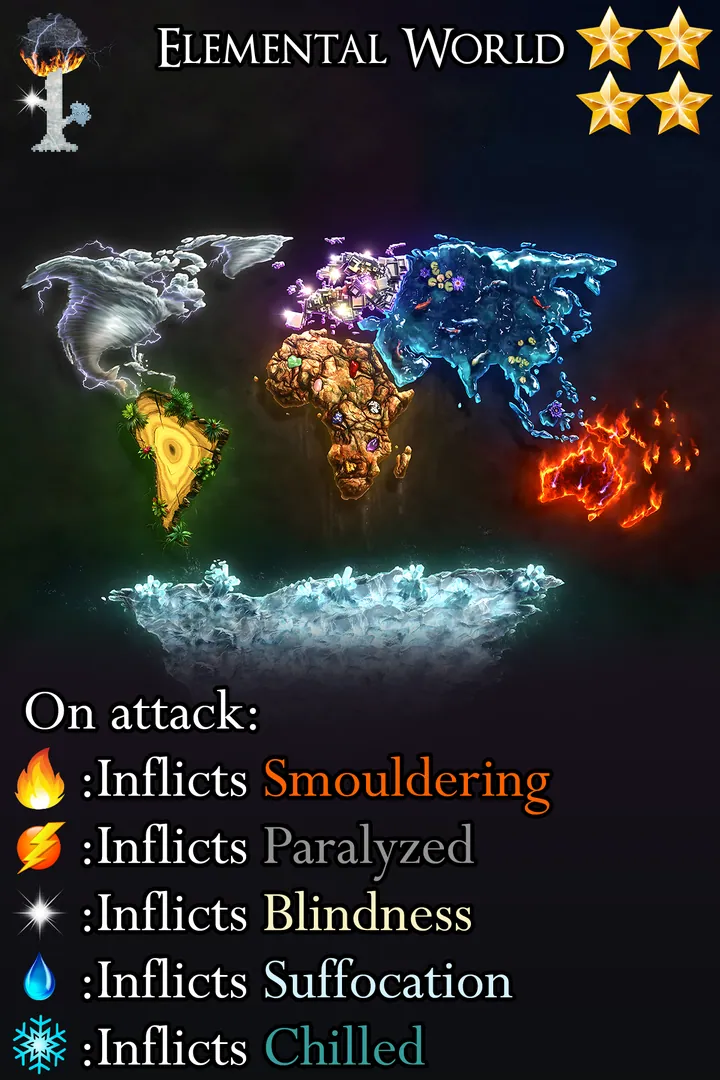 Elemental World
On attack:
:Inflicts Smouldering
:Inflicts Paralyzed
:Inflicts Blindness
:Inflicts Suffocation
:Inflicts Chilled